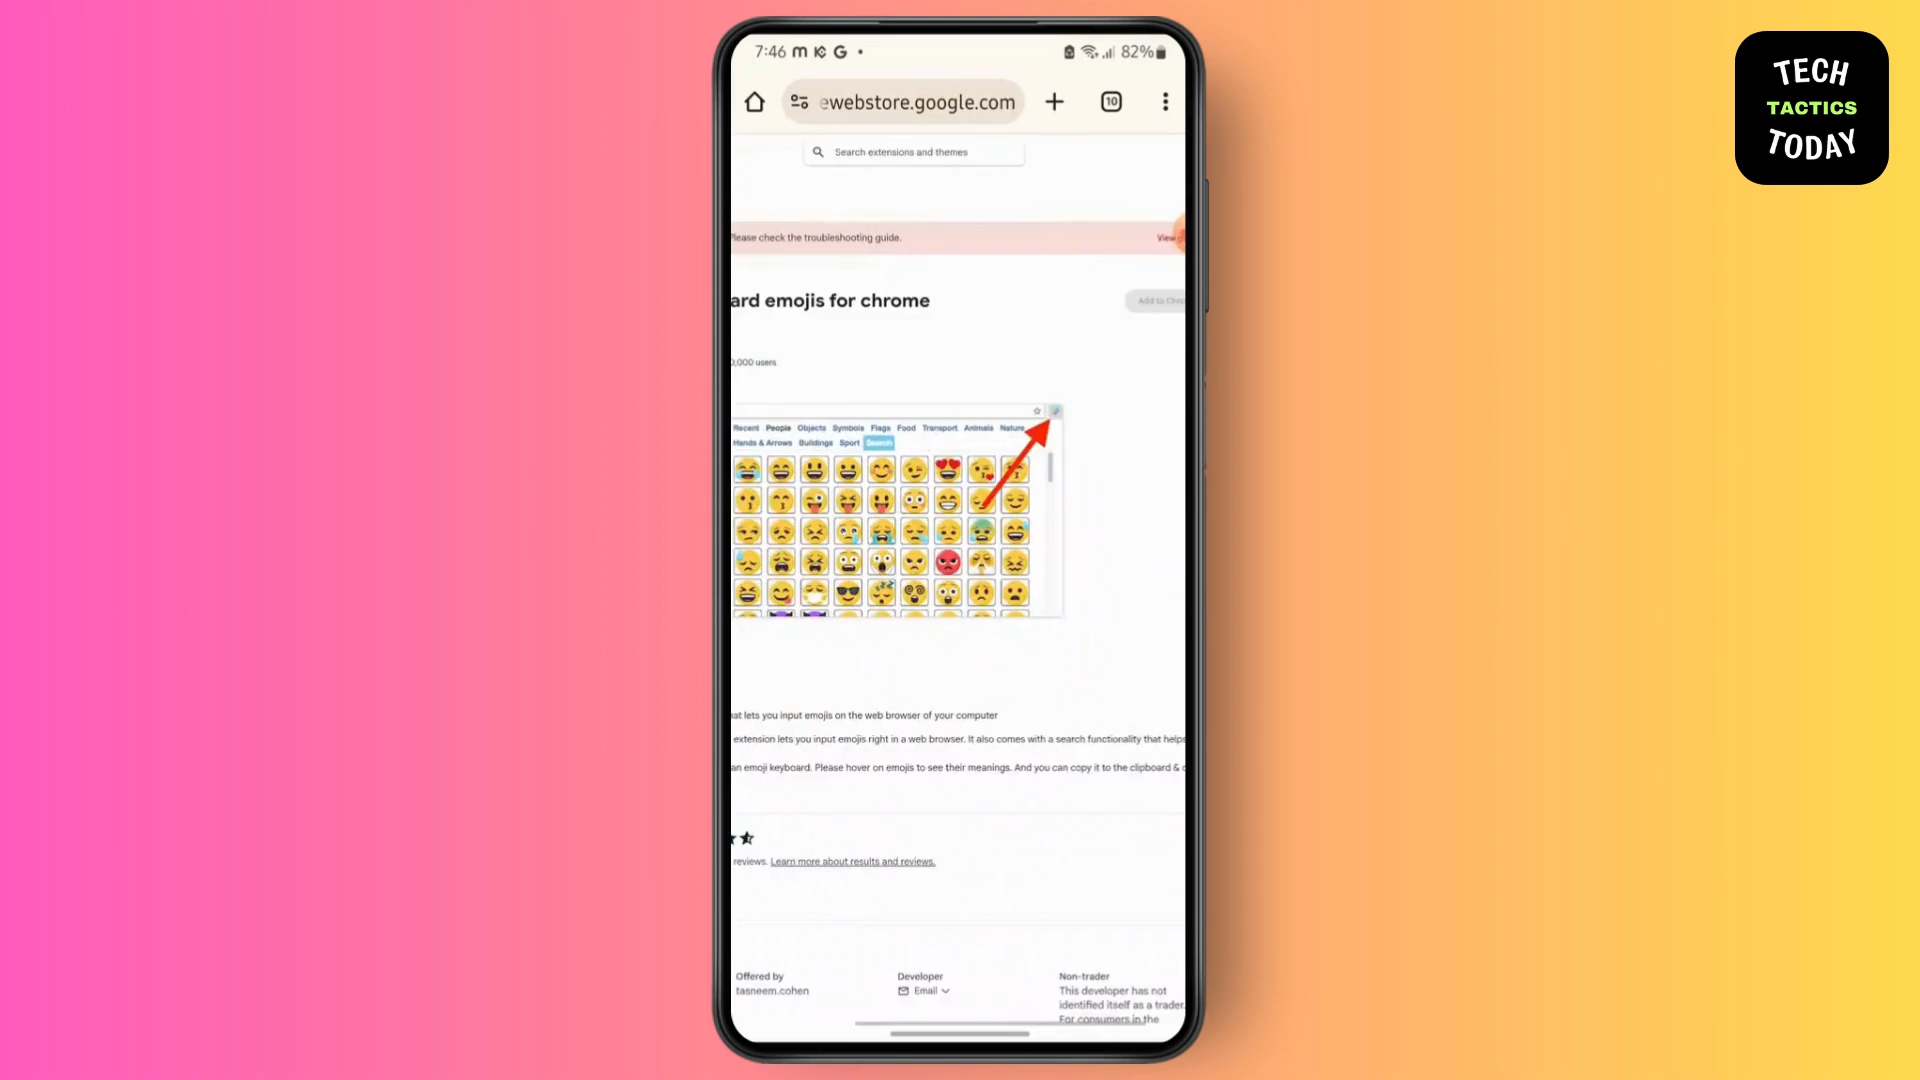 TECH
TACTICS
TODAY
7:46
82%
ewebstore.google.com
10
Search extensions and themes
Please check the troubleshooting guide.
View
ard emojis for chrome
Add to Chro
0,000 users
Recent People Objects Symbols Flags Food Transport Animals Nature
Hands & Arrows Buildings Sport Search
hat lets you input emojis on the web browser of your computer
extension lets you input emojis right in a web browser. It also comes with a search functionality that helps
an emoji keyboard. Please hover on emojis to see their meanings. And you can copy it to the clipboard &
reviews. Learn more about results and reviews.
Offered by
tasneem.cohen
Developer
Email
Non-trader
This developer has not
identified itself as a trader.
For consumers in the